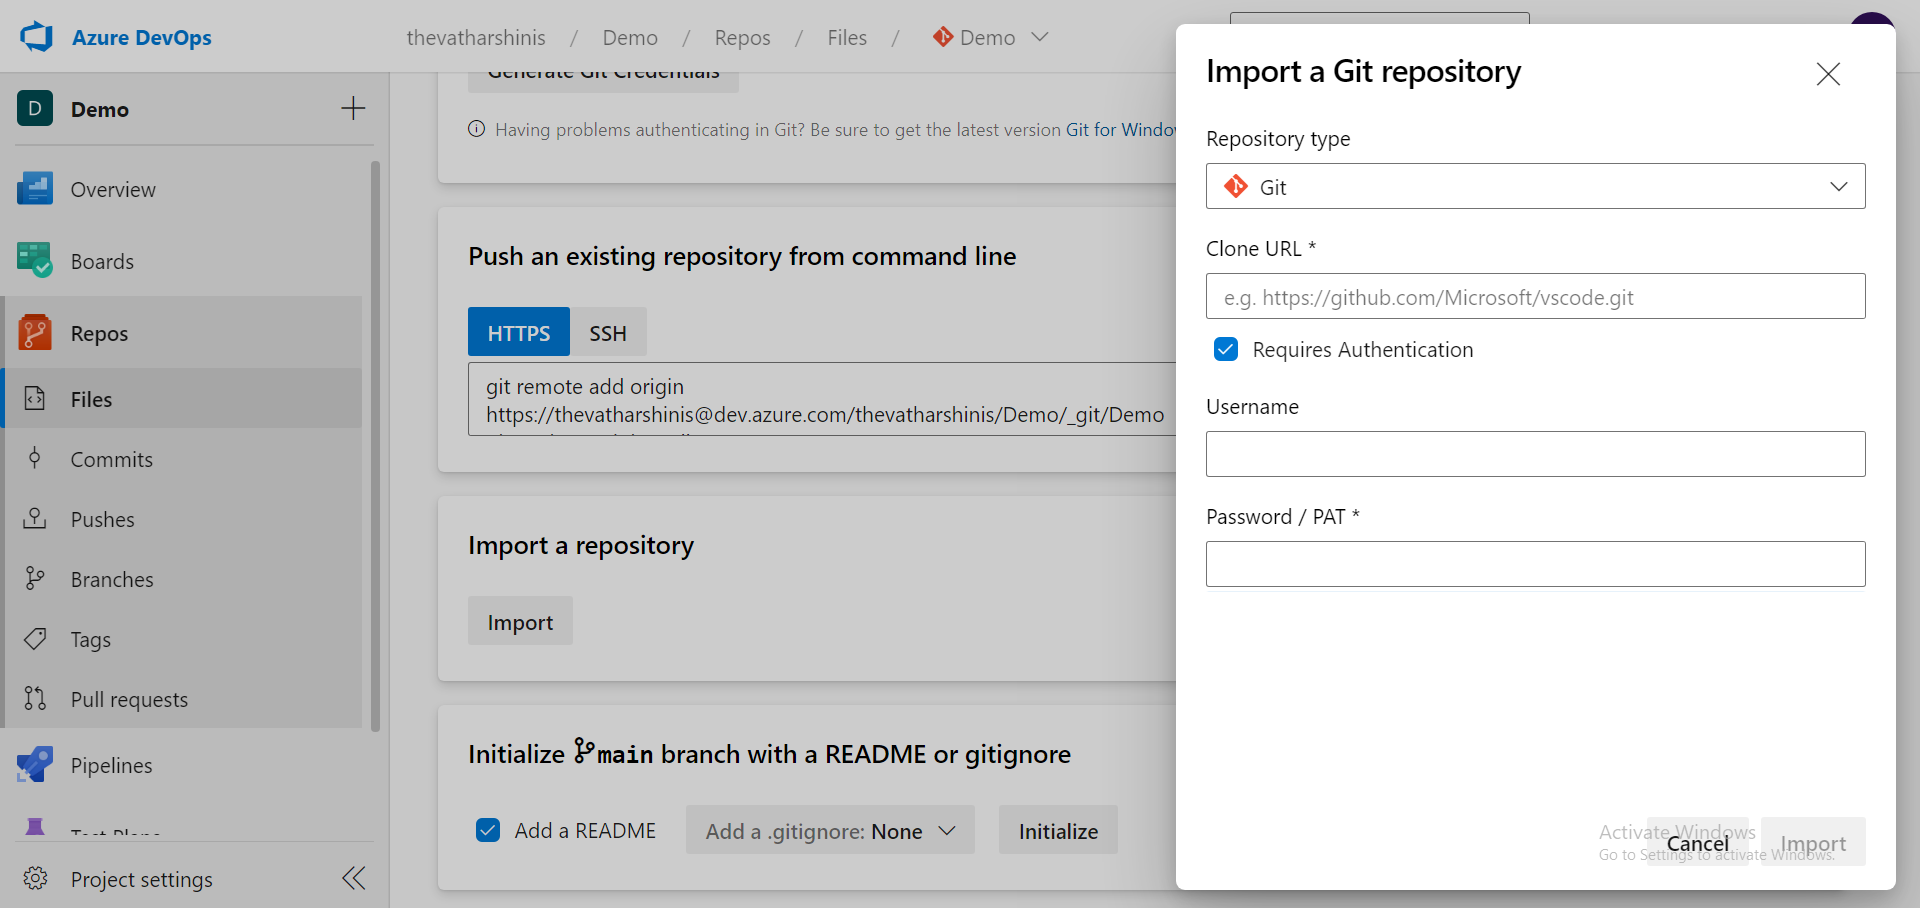 Azure DevOps
thevatharshinis / Demo / Repos / Files / Demo
D Demo
Overview
Boards
Repos
Files
Commits
Pushes
Branches
Tags
Pull requests
Pipelines
Test Plans
Project settings
Generate Git Credentials
Having problems authenticating in Git? Be sure to get the latest version Git for Windo
Push an existing repository from command line
HTTPS SSH
git remote add origin
https://thevatharshinis@dev.azure.com/thevatharshinis/Demo/_git/Demo
Import a repository
Import
Initialize main branch with a README or gitignore
Add a README Add a .gitignore: None Initialize
Import a Git repository
Repository type
Git
Clone URL *
e.g. https://github.com/Microsoft/vscode.git
Requires Authentication
Username
Password / PAT *
Cancel Import
Activate Windows
Go to Settings to activate Windows.